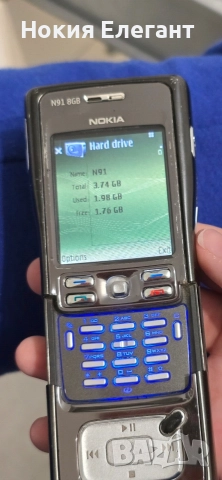 Нокия Елегант
N91 8GB
NOKIA
Hard drive
Name: N91
Total: 3.74 GB
Used: 1.98 GB
Free: 1.76 GB
Options
Exit
BAZAR